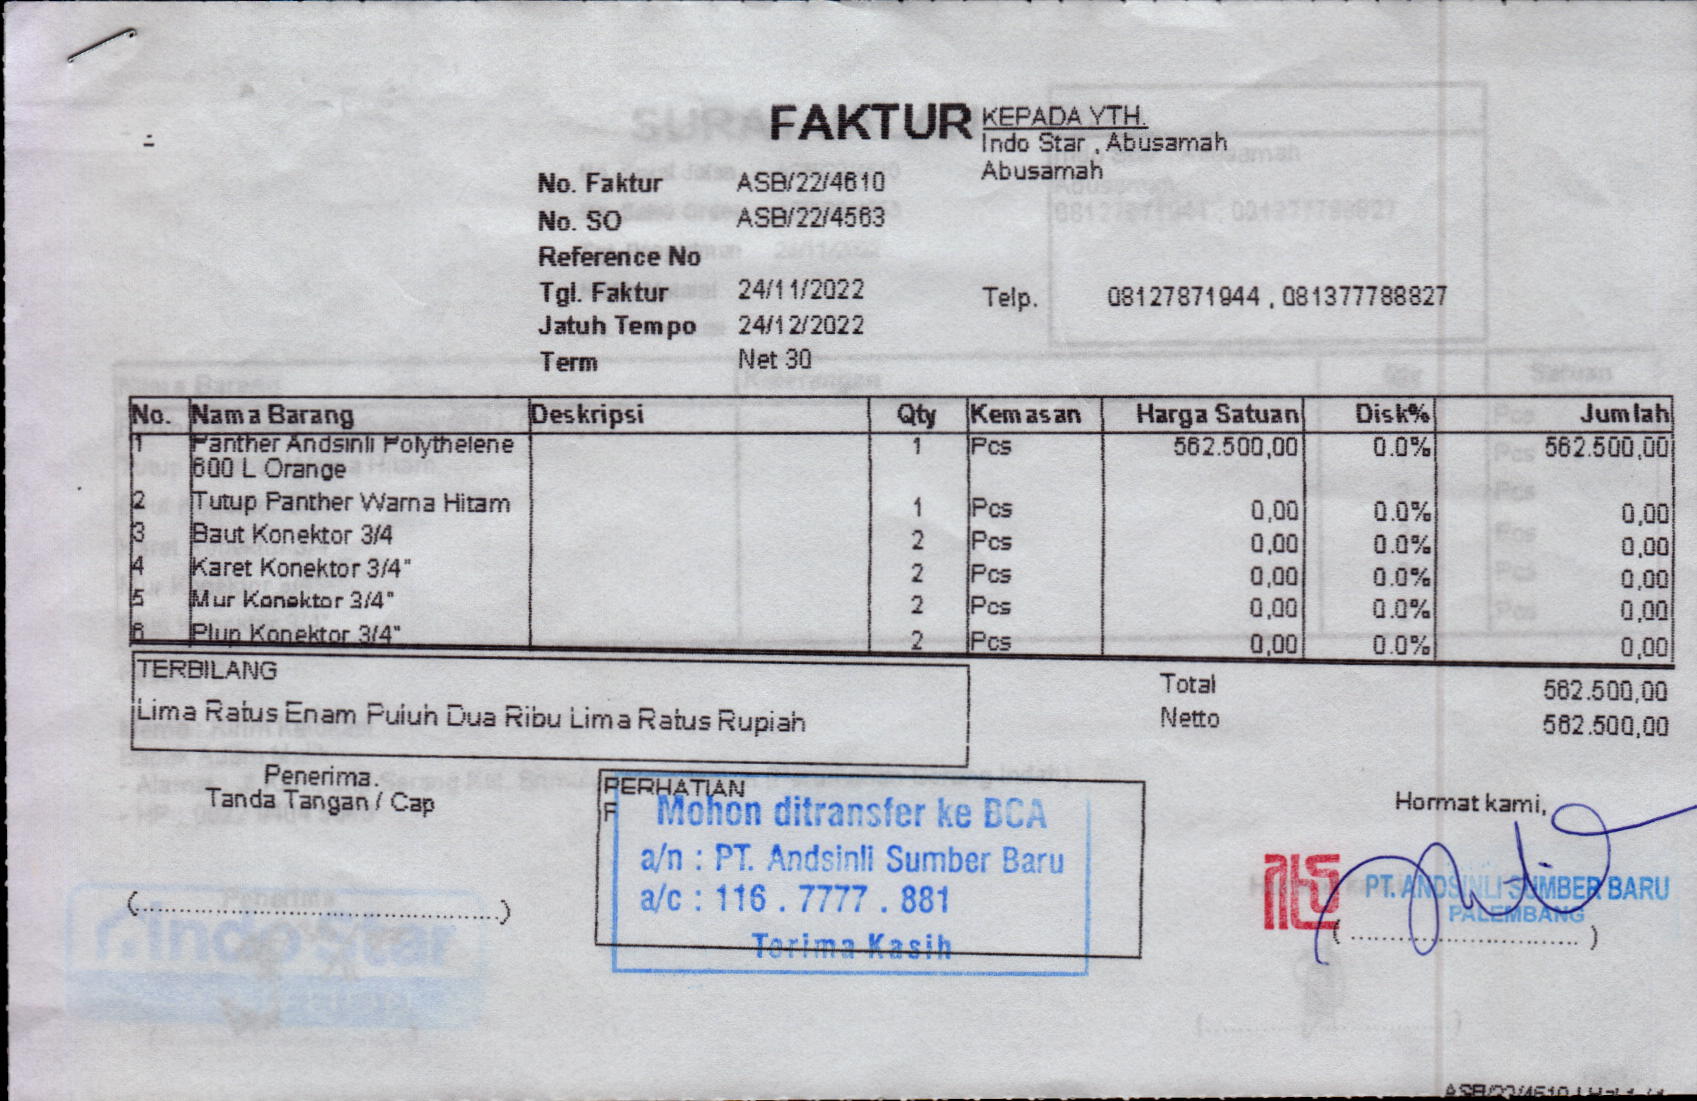 FAKTUR
KEPADA YTH.
Indo Star , Abusamah
Abusamah
No. Faktur ASB/22/4610
No. SO ASB/22/4563
Reference No
Tgl. Faktur 24/11/2022
Telp. 08127871944 , 081377788827
Jatuh Tempo 24/12/2022
Term Net 30
No. Nama Barang Deskripsi Qty Kemasan Harga Satuan Disk% Jumlah
1 Panther Andsinli Polythelene 1 Pcs 562.500,00 0.0% 562.500,00
600 L Orange
2 Tutup Panther Warna Hitam 1 Pcs 0,00 0.0% 0,00
3 Baut Konektor 3/4 2 Pcs 0,00 0.0% 0,00
4 Karet Konektor 3/4" 2 Pcs 0,00 0.0% 0,00
5 Mur Konektor 3/4" 2 Pcs 0,00 0.0% 0,00
6 Plup Konektor 3/4" 2 Pcs 0,00 0.0% 0,00
TERBILANG
Lima Ratus Enam Puluh Dua Ribu Lima Ratus Rupiah
Total 562.500,00
Netto 562.500,00
Penerima.
Tanda Tangan / Cap
(..................................................)
PERHATIAN
Mohon ditransfer ke BCA
a/n : PT. Andsinli Sumber Baru
a/c : 116 . 7777 . 881
Terima Kasih
Hormat kami,
PT. ANDSINLI SUMBER BARU
PALEMBANG
( ................................ )
indo star
ASB/22/4610